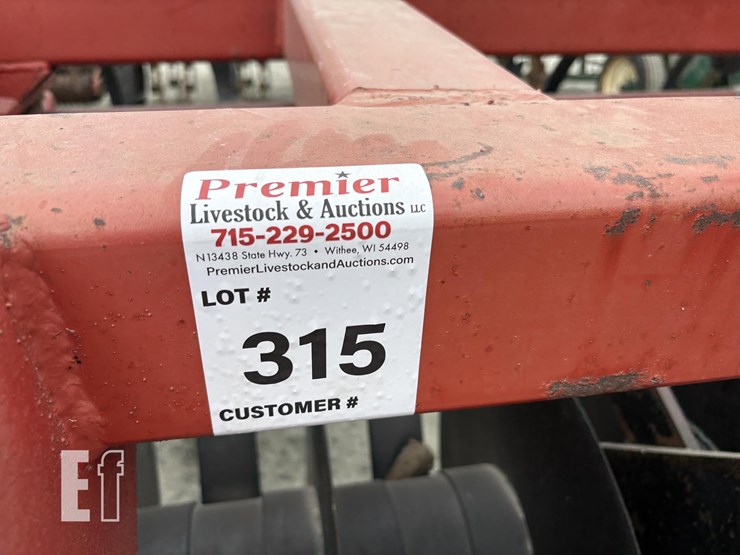 Premier
Livestock & Auctions LLC
715-229-2500
N13438 State Hwy. 73 • Withee, WI 54498
PremierLivestockandAuctions.com
LOT #
315
CUSTOMER #
Ef